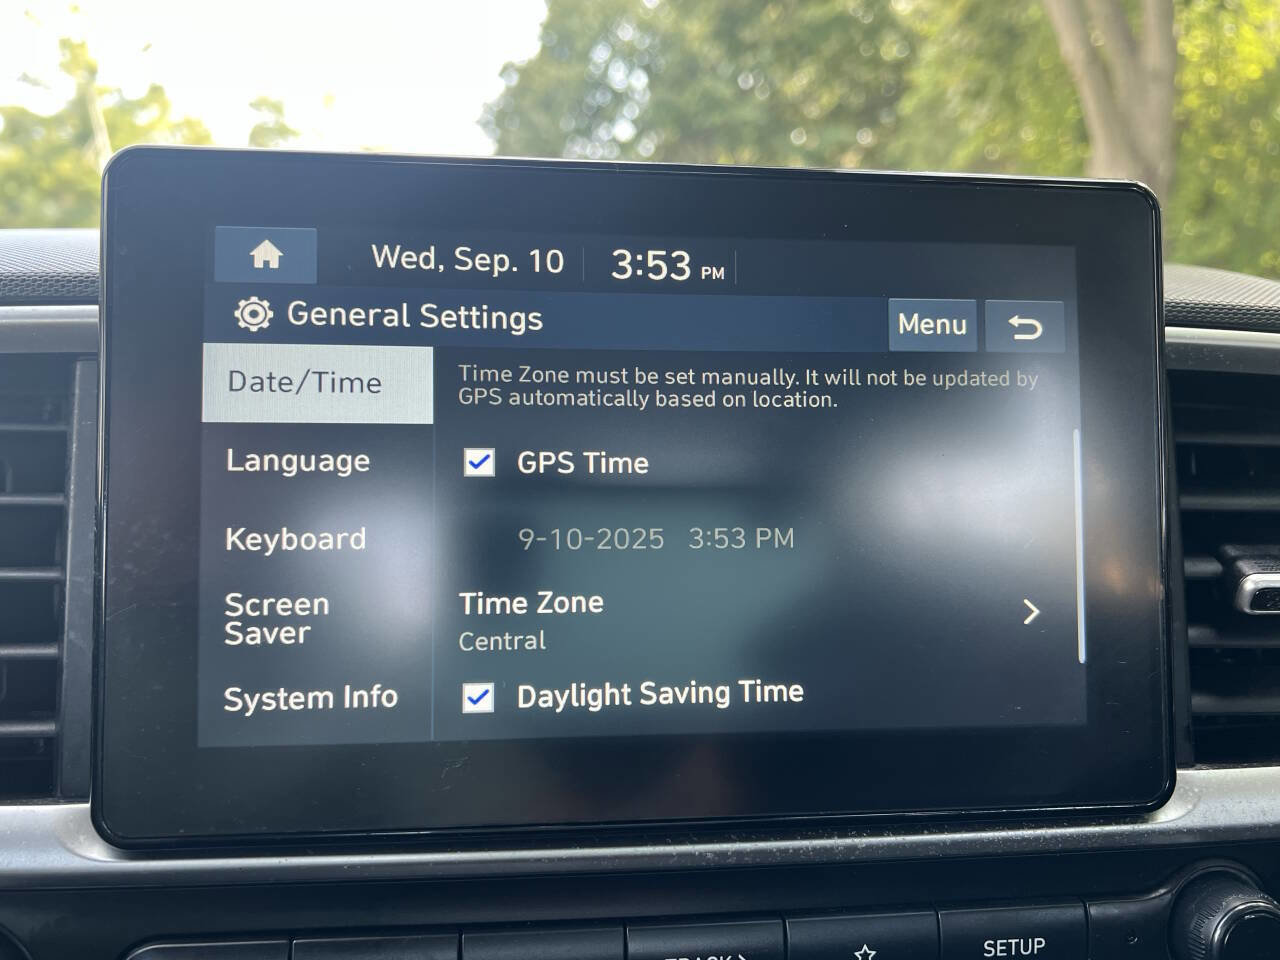 Wed, Sep. 10 3:53 PM
General Settings
Menu
Date/Time
Time Zone must be set manually. It will not be updated by
GPS automatically based on location.
Language
GPS Time
Keyboard
9-10-2025 3:53 PM
Screen
Saver
Time Zone
Central
System Info
Daylight Saving Time
TRACK
SETUP